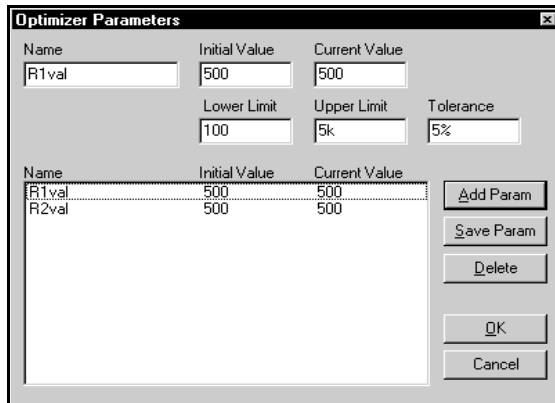 Optimizer Parameters
Name Initial Value Current Value
R1val 500 500
Lower Limit Upper Limit Tolerance
100 5k 5%
Name Initial Value Current Value
R1val 500 500
R2val 500 500
Add Param
Save Param
Delete
OK
Cancel